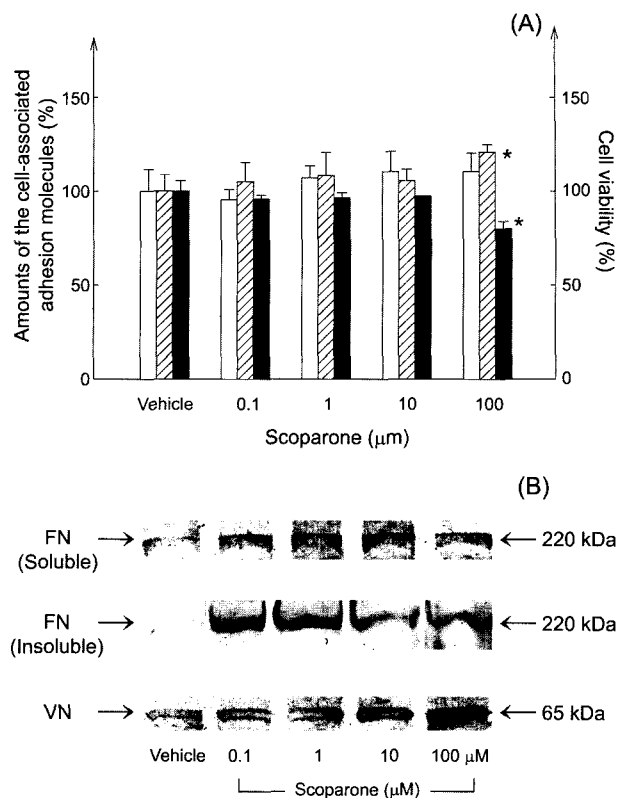 (A)
Amounts of the cell-associated
adhesion molecules (%)
150
100
50
0
150
100
50
0
Cell viability
(%)
*
*
Vehicle 0.1 1 10 100
Scoparone (μm)
(B)
FN
(Soluble)
220 kDa
FN
(Insoluble)
220 kDa
VN
65 kDa
Vehicle 0.1 1 10 100 μM
Scoparone (μM)